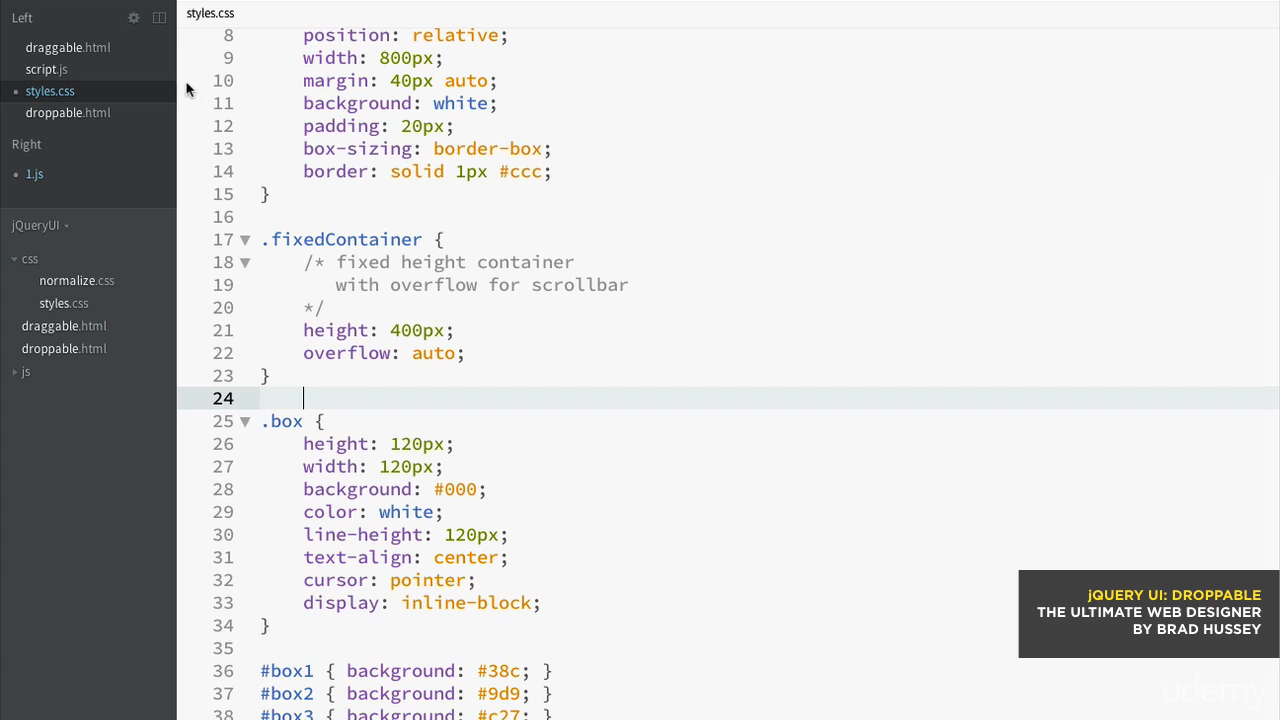 Left
draggable.html
script.js
styles.css
droppable.html
Right
1.js
jQueryUI
css
normalize.css
styles.css
draggable.html
droppable.html
js
styles.css
8 position: relative;
9 width: 800px;
10 margin: 40px auto;
11 background: white;
12 padding: 20px;
13 box-sizing: border-box;
14 border: solid 1px #ccc;
15 }
16
17 .fixedContainer {
18 /* fixed height container
19 with overflow for scrollbar
20 */
21 height: 400px;
22 overflow: auto;
23 }
24
25 .box {
26 height: 120px;
27 width: 120px;
28 background: #000;
29 color: white;
30 line-height: 120px;
31 text-align: center;
32 cursor: pointer;
33 display: inline-block;
34 }
35
36 #box1 { background: #38c; }
37 #box2 { background: #9d9; }
38 #box3 { background: #c27; }
jQUERY UI: DROPPABLE
THE ULTIMATE WEB DESIGNER
BY BRAD HUSSEY
udemy